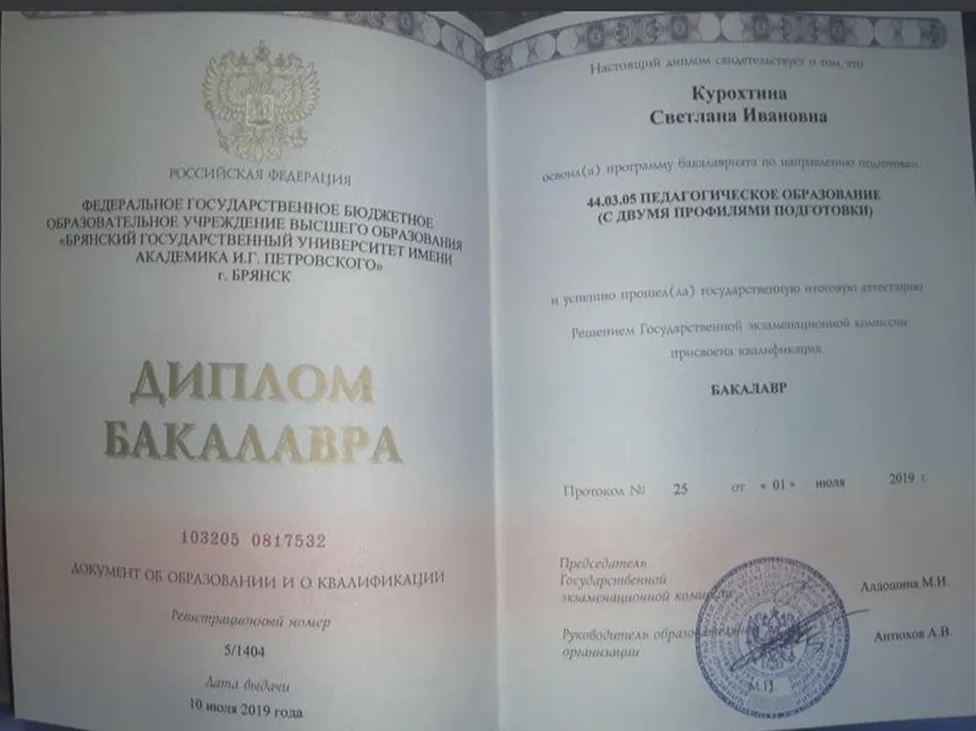 РОССИЙСКАЯ ФЕДЕРАЦИЯ
ФЕДЕРАЛЬНОЕ ГОСУДАРСТВЕННОЕ БЮДЖЕТНОЕ
ОБРАЗОВАТЕЛЬНОЕ УЧРЕЖДЕНИЕ ВЫСШЕГО ОБРАЗОВАНИЯ
«БРЯНСКИЙ ГОСУДАРСТВЕННЫЙ УНИВЕРСИТЕТ ИМЕНИ
АКАДЕМИКА И.Г. ПЕТРОВСКОГО»
г. БРЯНСК
ДИПЛОМ
БАКАЛАВРА
103205 0817532
ДОКУМЕНТ ОБ ОБРАЗОВАНИИ И О КВАЛИФИКАЦИИ
Регистрационный номер
5/1404
Дата выдачи
10 июля 2019 года
Настоящий диплом свидетельствует о том, что
Курохтина
Светлана Ивановна
освоил(а) программу бакалавриата по направлению подготовки
44.03.05 ПЕДАГОГИЧЕСКОЕ ОБРАЗОВАНИЕ
(С ДВУМЯ ПРОФИЛЯМИ ПОДГОТОВКИ)
и успешно прошел(ла) государственную итоговую аттестацию
Решением Государственной экзаменационной комиссии
присвоена квалификация
БАКАЛАВР
Протокол № 25 от « 01 » июля 2019 г.
Председатель
Государственной
экзаменационной комиссии
Алдошина М.И.
Руководитель образовательной
организации
Антюхов А.В.
М.П.